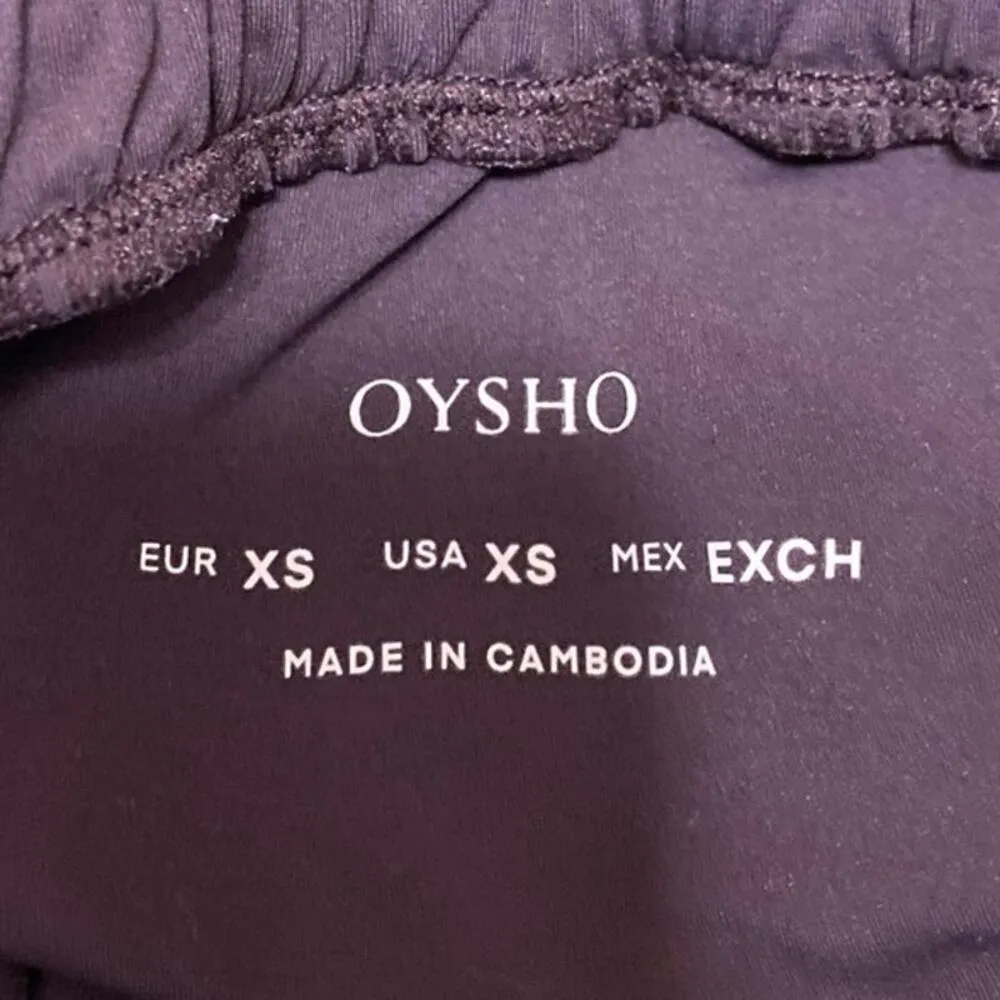 OYSHO
EUR XS USA XS MEX EXCH
MADE IN CAMBODIA